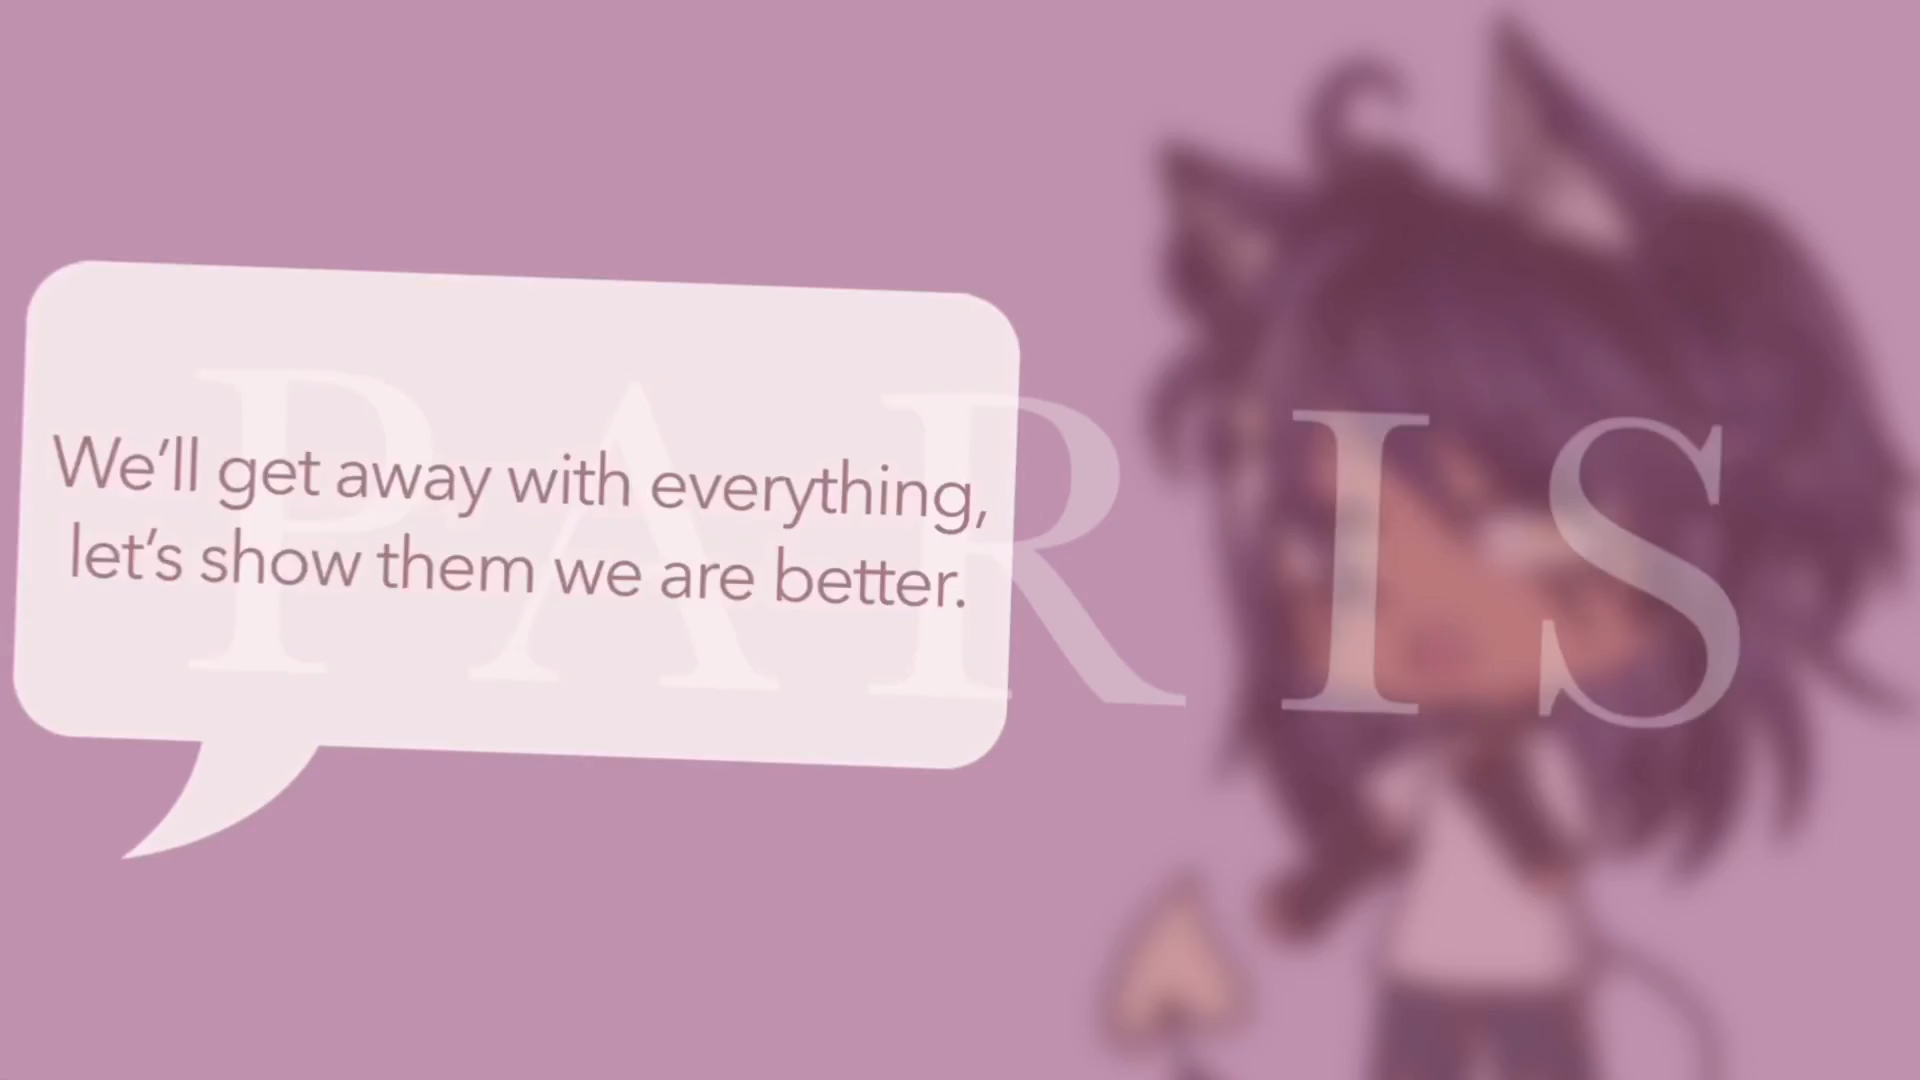 We’ll get away with everything,
let’s show them we are better.
PARIS